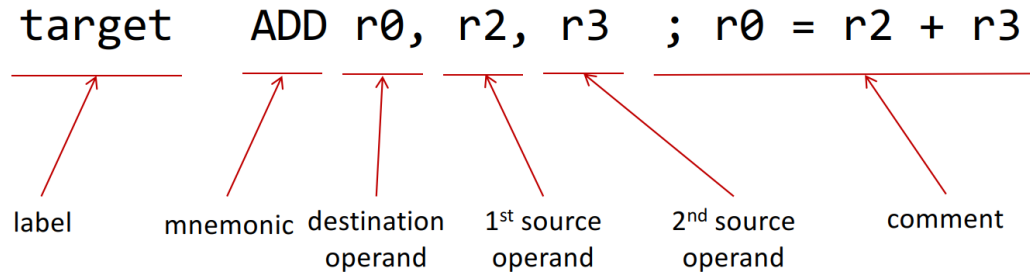 target ADD r0, r2, r3 ; r0 = r2 + r3
label
mnemonic
destination
operand
1st source
operand
2nd source
operand
comment